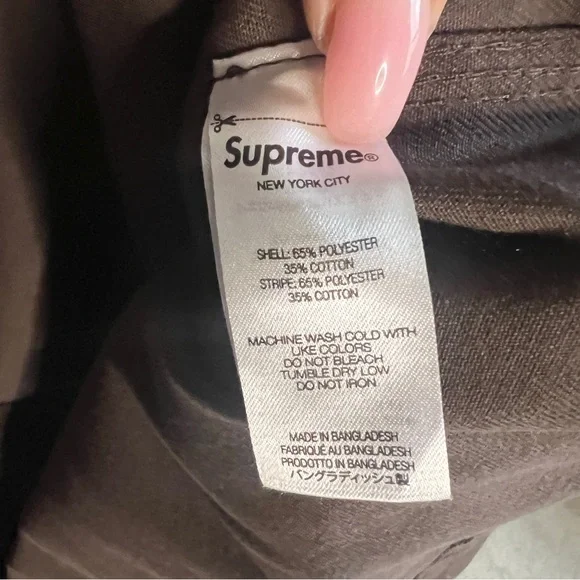 Supreme®
NEW YORK CITY
SHELL: 65% POLYESTER
35% COTTON
STRIPE: 65% POLYESTER
35% COTTON
MACHINE WASH COLD WITH
LIKE COLORS
DO NOT BLEACH
TUMBLE DRY LOW
DO NOT IRON
MADE IN BANGLADESH
FABRIQUÉ AU BANGLADESH
PRODOTTO IN BANGLADESH
バングラディッシュ製